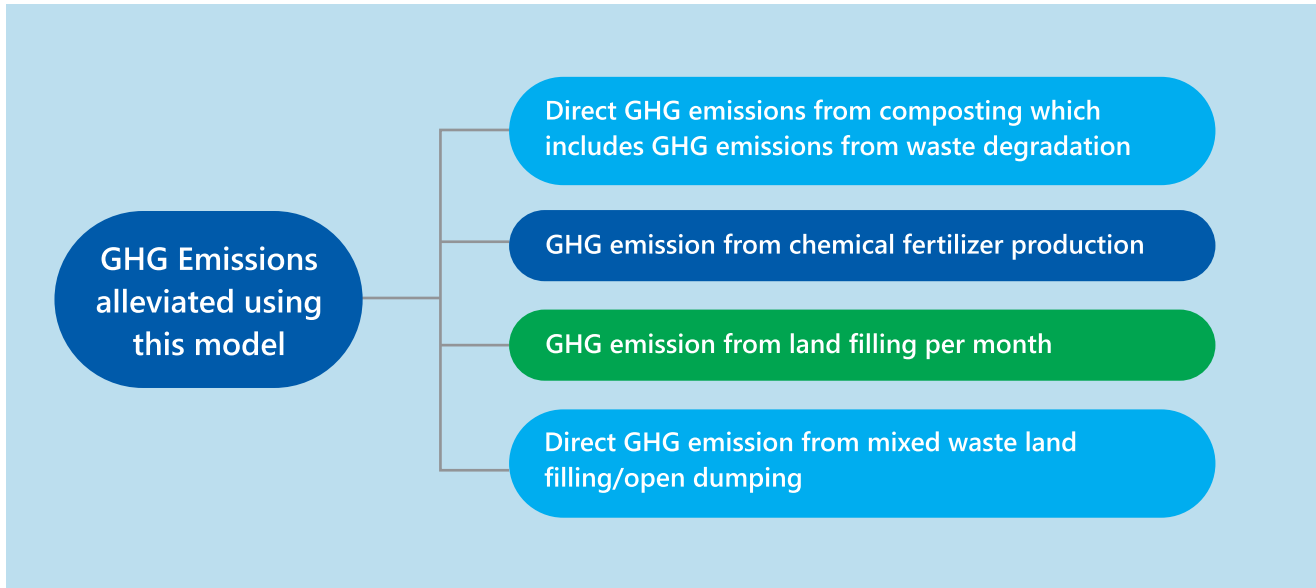 GHG Emissions
alleviated using
this model
Direct GHG emissions from composting which
includes GHG emissions from waste degradation
GHG emission from chemical fertilizer production
GHG emission from land filling per month
Direct GHG emission from mixed waste land
filling/open dumping